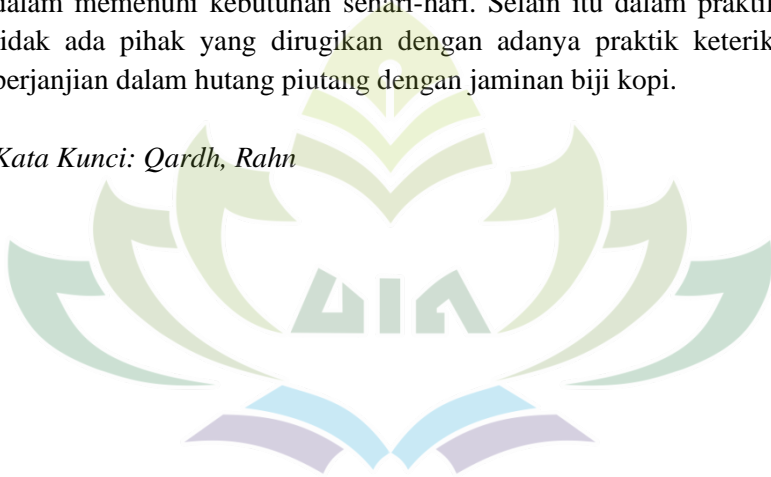 dalam memenuhi kebutuhan sehari-hari. Selain itu dalam praktik
tidak ada pihak yang dirugikan dengan adanya praktik keterik
perjanjian dalam hutang piutang dengan jaminan biji kopi.
Kata Kunci: Qardh, Rahn
UIN